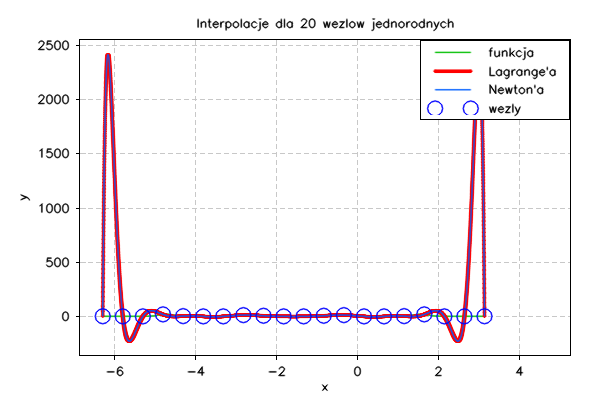 Interpolacje dla 20 wezlow jednorodnych
funkcja
Lagrange'a
Newton'a
wezly
2500
2000
1500
1000
500
0
y
−6 −4 −2 0 2 4
x